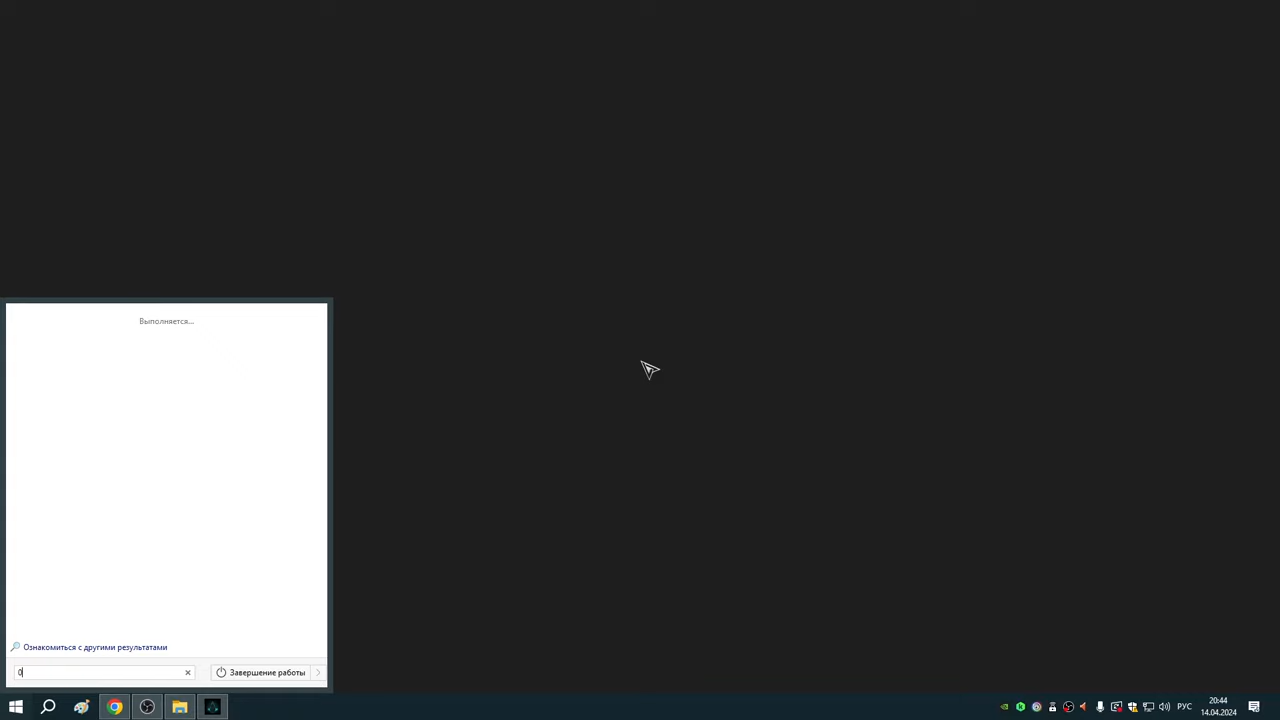 Выполняется...
Ознакомиться с другими результатами
0
Завершение работы
РУС
20:44
14.04.2024